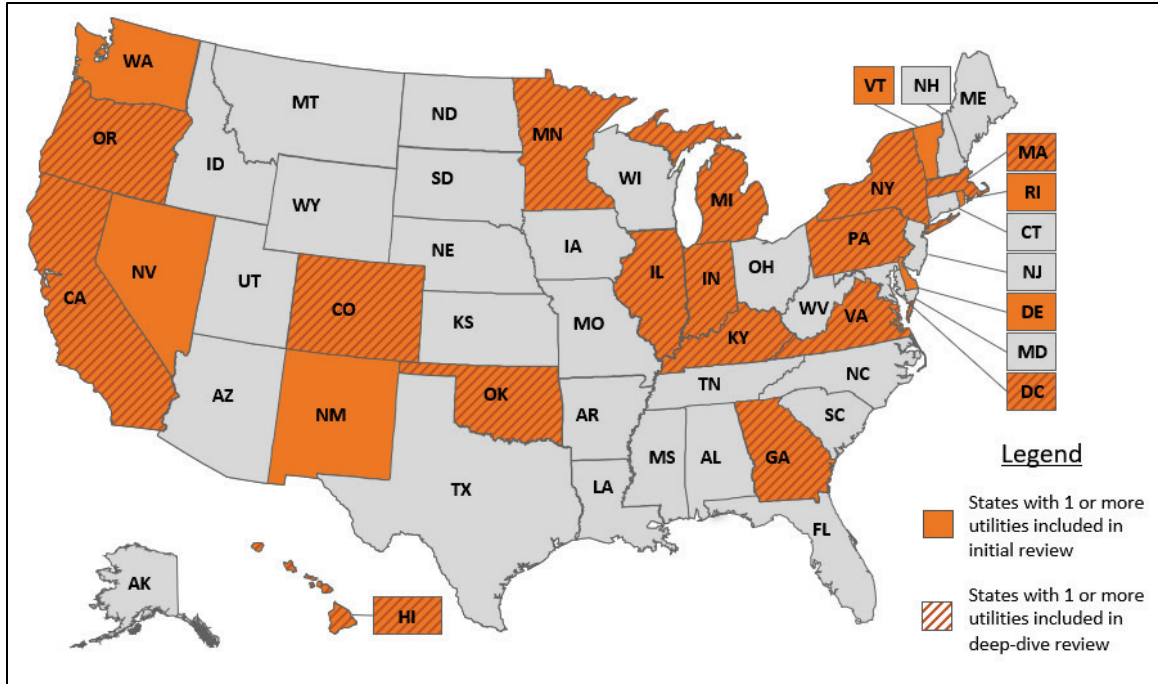 WA
MT
ND
MN
VT
NH
ME
OR
ID
SD
WI
MI
NY
MA
RI
WY
CT
NV
NE
IA
PA
NJ
CA
UT
CO
IL
IN
OH
DE
KS
MO
WV
VA
KY
MD
AZ
NM
OK
TN
NC
DC
AR
SC
MS
AL
GA
TX
LA
FL
AK
HI
Legend
States with 1 or more
utilities included in
initial review
States with 1 or more
utilities included in
deep-dive review